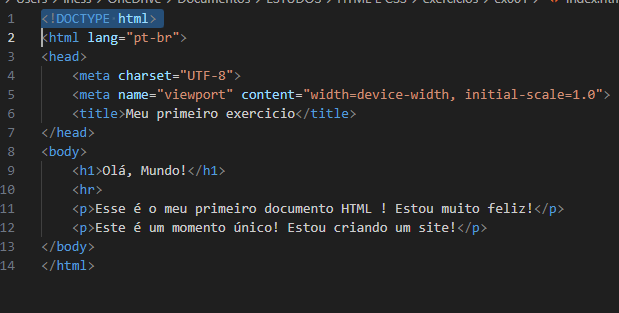 Users > iness > OneDrive > Documentos > ESTUDOS > HTML E CSS > exercicios > ex001 > index.html
1 <!DOCTYPE html>
2 <html lang="pt-br">
3 <head>
4 <meta charset="UTF-8">
5 <meta name="viewport" content="width=device-width, initial-scale=1.0">
6 <title>Meu primeiro exercicio</title>
7 </head>
8 <body>
9 <h1>Olá, Mundo!</h1>
10 <hr>
11 <p>Esse é o meu primeiro documento HTML ! Estou muito feliz!</p>
12 <p>Este é um momento único! Estou criando um site!</p>
13 </body>
14 </html>